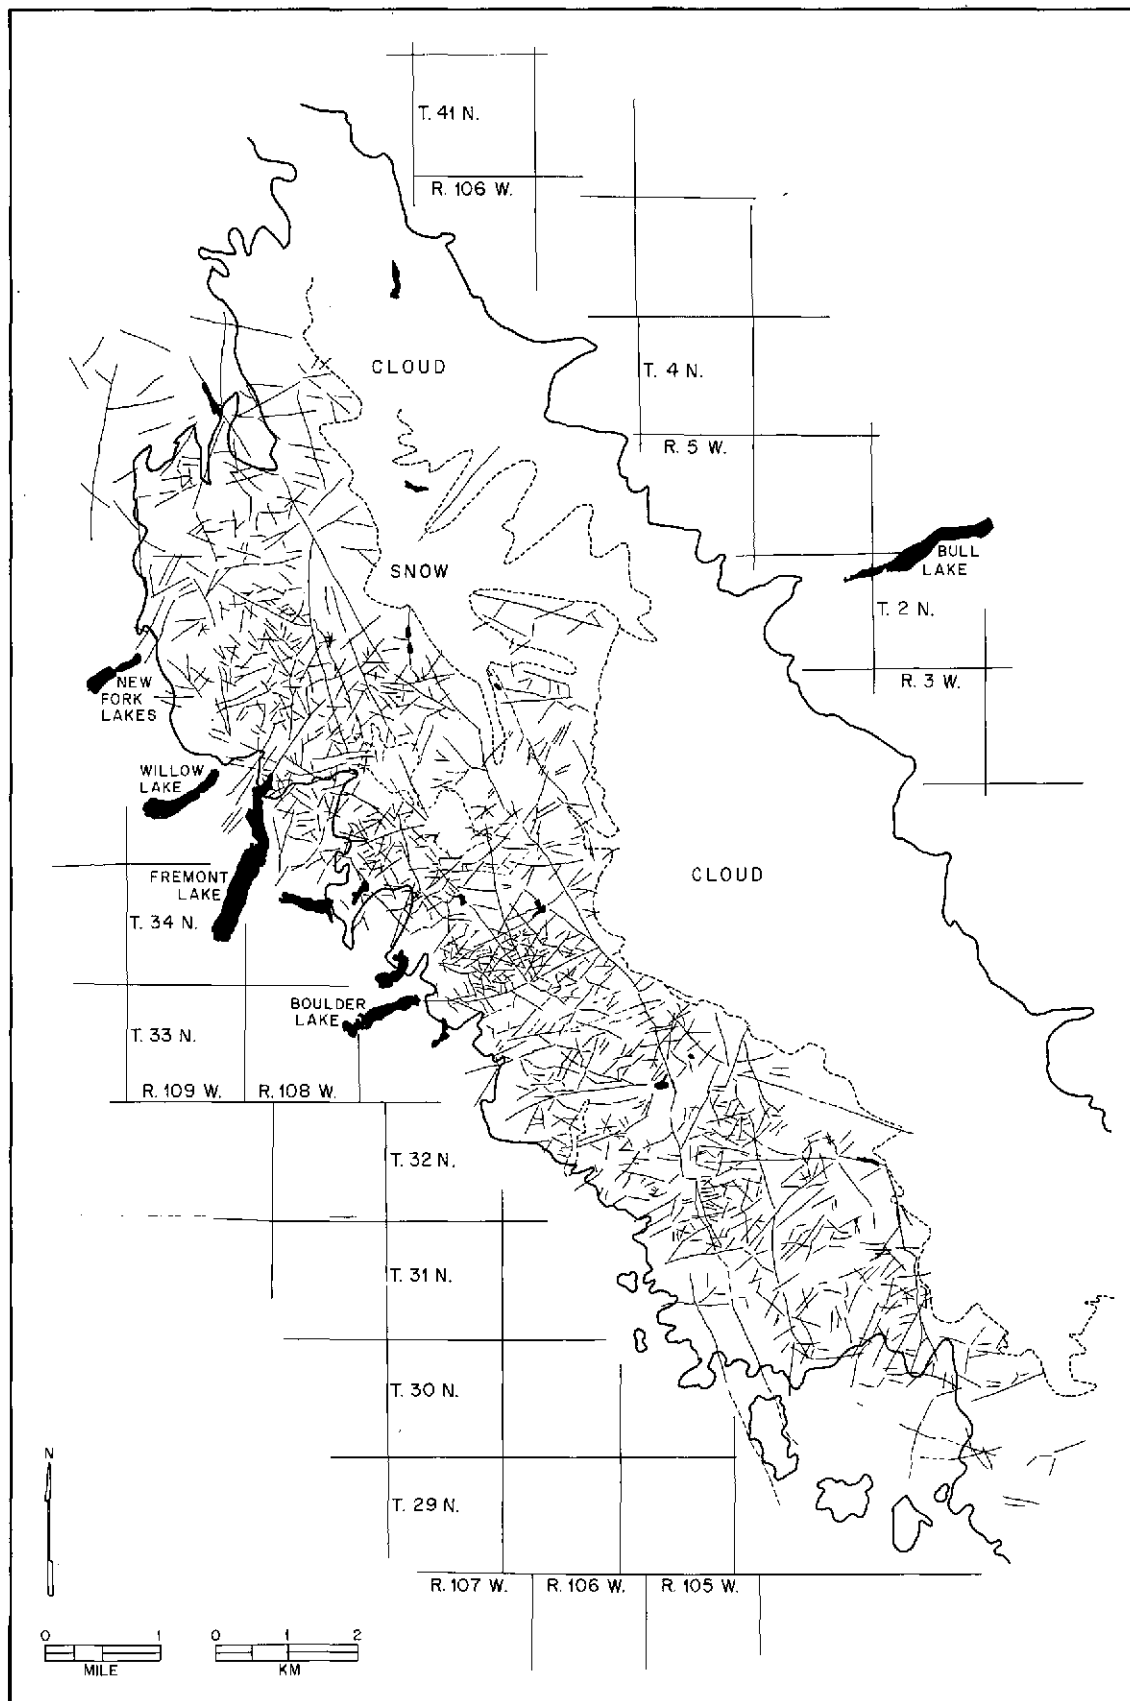 T. 41 N.
R. 106 W.
CLOUD
T. 4 N.
R. 5 W.
BULL
LAKE
SNOW
T. 2 N.
R. 3 W.
NEW
FORK
LAKES
WILLOW
LAKE
CLOUD
FREMONT
LAKE
T. 34 N.
BOULDER
LAKE
T. 33 N.
R. 109 W.
R. 108 W.
T. 32 N.
T. 31 N.
T. 30 N.
N
T. 29 N.
R. 107 W.
R. 106 W.
R. 105 W.
0 1
MILE
0 1 2
KM